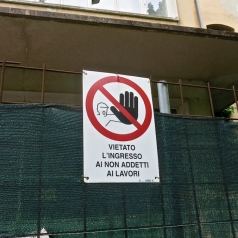 VIETATO
L'INGRESSO
AI NON ADDETTI
AI LAVORI